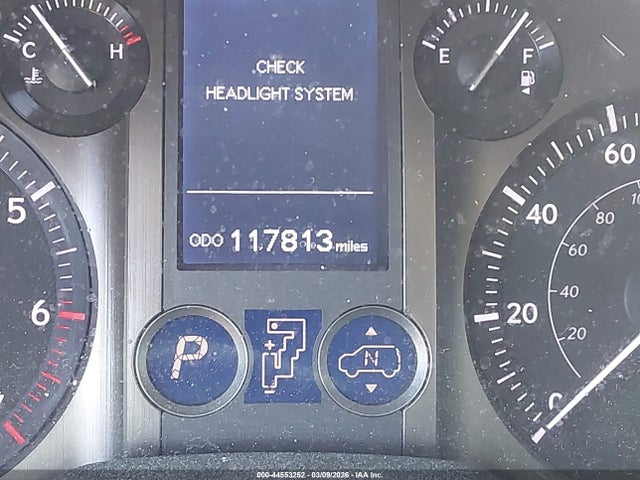 C H
E F
CHECK
HEADLIGHT SYSTEM
ODO 117813 miles
5
6
60
40
20
0
80
60
40
20
P
N
000-44553252 - 03/09/2026 - IAA Inc.